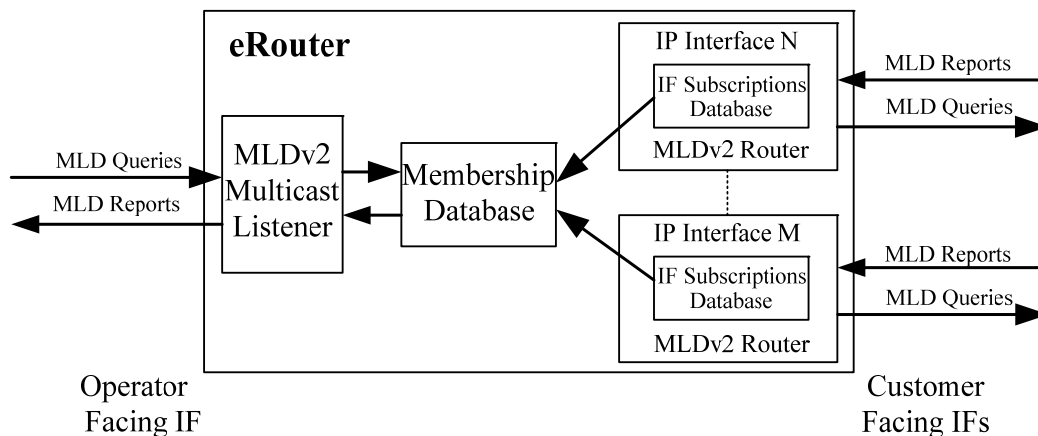 eRouter
IP Interface N
MLD Reports
IF Subscriptions
Database
MLD Queries
MLDv2 Router
MLD Queries
MLD Reports
MLDv2
Multicast
Listener
Membership
Database
IP Interface M
MLD Reports
IF Subscriptions
Database
MLD Queries
MLDv2 Router
Operator
Facing IF
Customer
Facing IFs